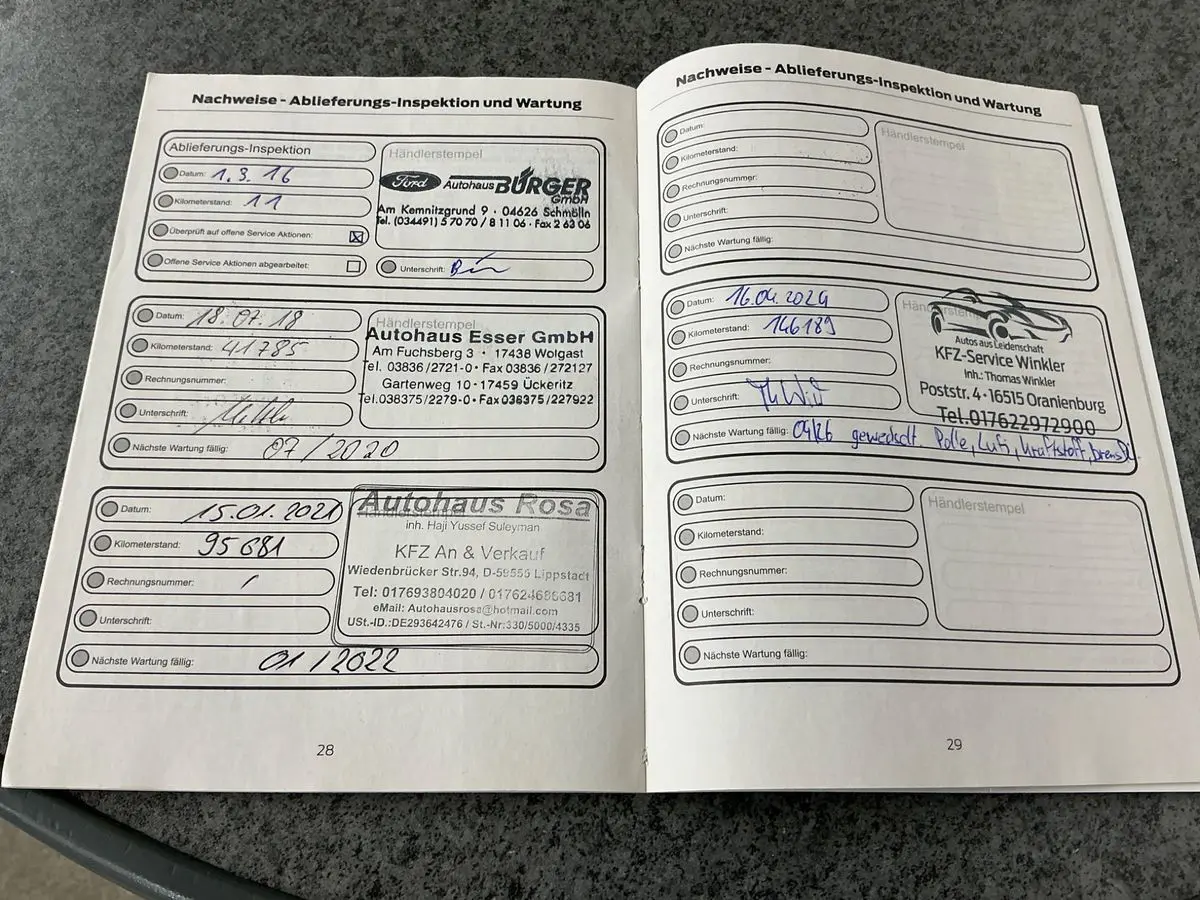 Nachweise - Ablieferungs-Inspektion und Wartung
Ablieferungs-Inspektion
Datum: 1.3.16
Kilometerstand: 11
Überprüft auf offene Service Aktionen: ☒
Offene Service Aktionen abgearbeitet: ☐
Händlerstempel
Ford Autohaus BÜRGER
GmbH
Am Kemnitzgrund 9 · 04626 Schmölln
Tel. (034491) 5 70 70 / 8 11 06 · Fax 2 63 06
Unterschrift:
Datum: 18.07.18
Kilometerstand: 41785
Rechnungsnummer:
Unterschrift:
Händlerstempel
Autohaus Esser GmbH
Am Fuchsberg 3 · 17438 Wolgast
Tel. 03836/2721-0 · Fax 03836/272127
Gartenweg 10 · 17459 Ückeritz
Tel.038375/2279-0 · Fax 038375/227922
Nächste Wartung fällig: 07/2020
Datum: 15.01.2021
Kilometerstand: 95681
Rechnungsnummer: /
Unterschrift:
Händlerstempel
Autohaus Rosa
inh. Haji Yussef Suleyman
KFZ An & Verkauf
Wiedenbrücker Str.94, D-59555 Lippstadt
Tel: 017693804020 / 017624686681
eMail: Autohausrosa@hotmail.com
USt.-ID.:DE293642476 / St.-Nr:330/5000/4335
Nächste Wartung fällig: 01/2022
28
Nachweise - Ablieferungs-Inspektion und Wartung
Datum:
Kilometerstand:
Rechnungsnummer:
Unterschrift:
Händlerstempel
Nächste Wartung fällig:
Datum: 16.04.2024
Kilometerstand: 146189
Rechnungsnummer:
Unterschrift:
Händlerstempel
Autos aus Leidenschaft
KFZ-Service Winkler
Inh.: Thomas Winkler
Poststr. 4 · 16515 Oranienburg
Tel.017622972900
Nächste Wartung fällig: 04/26 gewechselt. Polle, Luft, Kraftstoff,
Datum:
Kilometerstand:
Rechnungsnummer:
Unterschrift:
Händlerstempel
Nächste Wartung fällig:
29